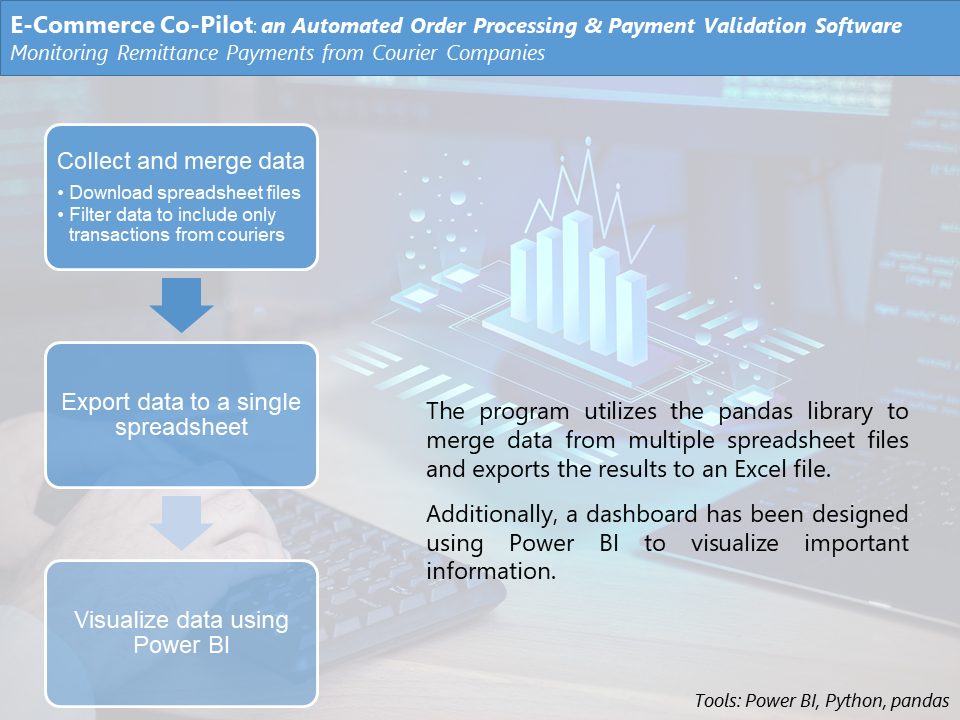 E-Commerce Co-Pilot: an Automated Order Processing & Payment Validation Software
Monitoring Remittance Payments from Courier Companies
Collect and merge data
• Download spreadsheet files
• Filter data to include only
transactions from couriers
Export data to a single
spreadsheet
Visualize data using
Power BI
The program utilizes the pandas library to
merge data from multiple spreadsheet files
and exports the results to an Excel file.
Additionally, a dashboard has been designed
using Power BI to visualize important
information.
Tools: Power BI, Python, pandas